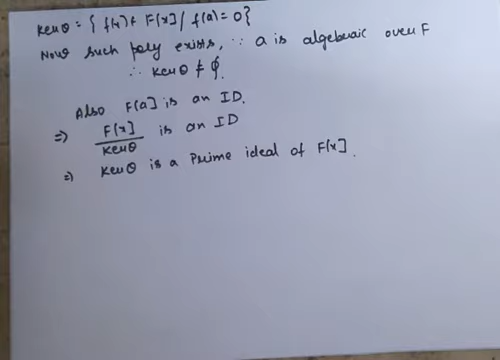 Kerθ = { f(x) ∈ F[x] / f(a) = 0 }
Now such poly exists, ∵ a is algebraic over F
∴ Kerθ ≠ ϕ.
Also F[a] is an ID.
⇒ F[x]/Kerθ is an ID
⇒ Kerθ is a Prime ideal of F[x].